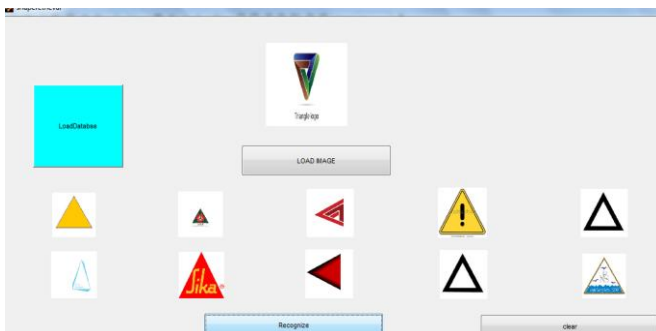 LoadDatabse
Triangle logo
LOAD IMAGE
!
Sika
Recognize
clear